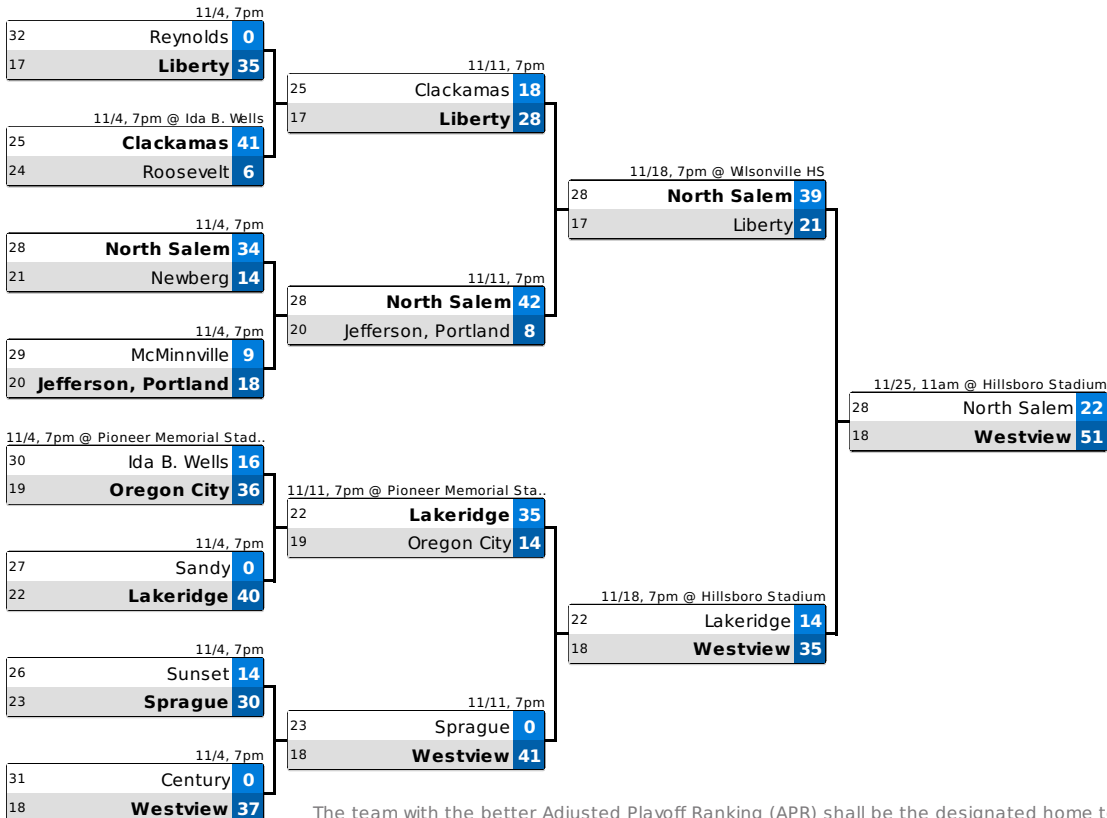 11/4, 7pm
32 Reynolds 0
17 Liberty 35
11/4, 7pm @ Ida B. Wells
25 Clackamas 41
24 Roosevelt 6
11/4, 7pm
28 North Salem 34
21 Newberg 14
11/4, 7pm
29 McMinnville 9
20 Jefferson, Portland 18
11/4, 7pm @ Pioneer Memorial Stad..
30 Ida B. Wells 16
19 Oregon City 36
11/4, 7pm
27 Sandy 0
22 Lakeridge 40
11/4, 7pm
26 Sunset 14
23 Sprague 30
11/4, 7pm
31 Century 0
18 Westview 37
11/11, 7pm
25 Clackamas 18
17 Liberty 28
11/11, 7pm
28 North Salem 42
20 Jefferson, Portland 8
11/11, 7pm @ Pioneer Memorial Sta..
22 Lakeridge 35
19 Oregon City 14
11/11, 7pm
23 Sprague 0
18 Westview 41
11/18, 7pm @ Wilsonville HS
28 North Salem 39
17 Liberty 21
11/18, 7pm @ Hillsboro Stadium
22 Lakeridge 14
18 Westview 35
11/25, 11am @ Hillsboro Stadium
28 North Salem 22
18 Westview 51
The team with the better Adjusted Playoff Ranking (APR) shall be the designated home t